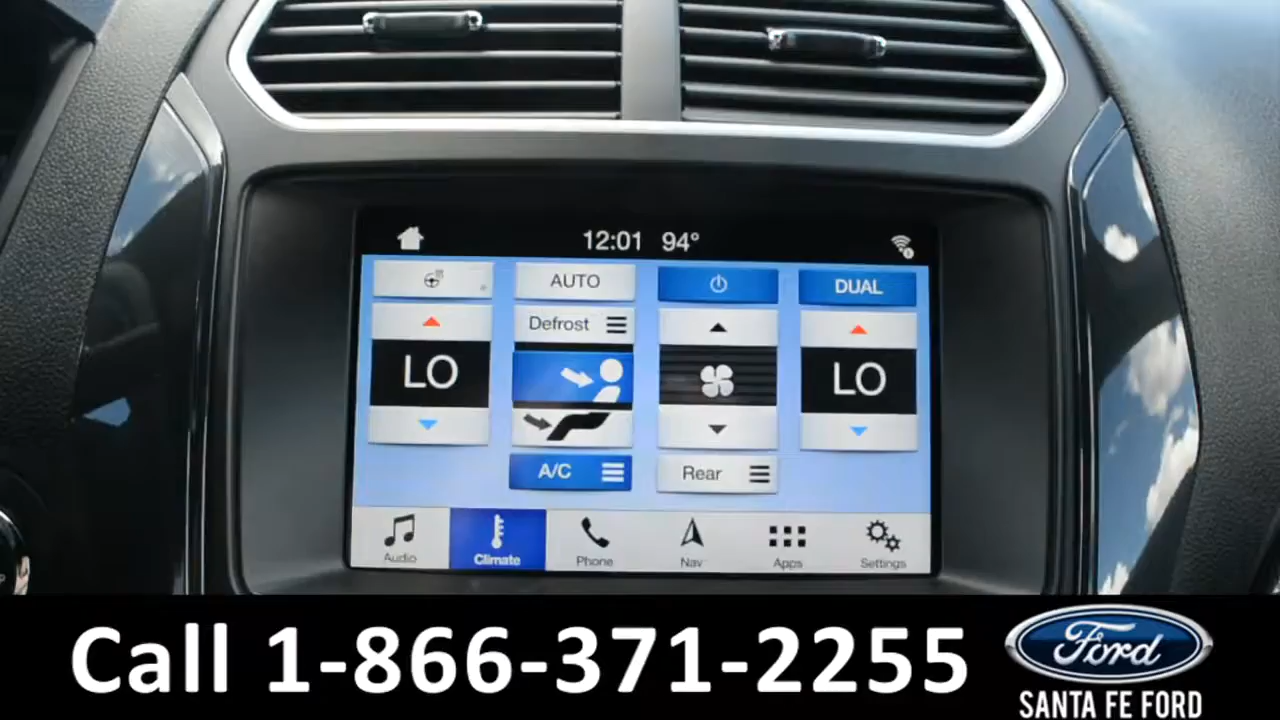 12:01 94°
AUTO
DUAL
Defrost
LO
LO
A/C
Rear
Audio
Climate
Phone
Nav
Apps
Settings
Call 1-866-371-2255
Ford
SANTA FE FORD